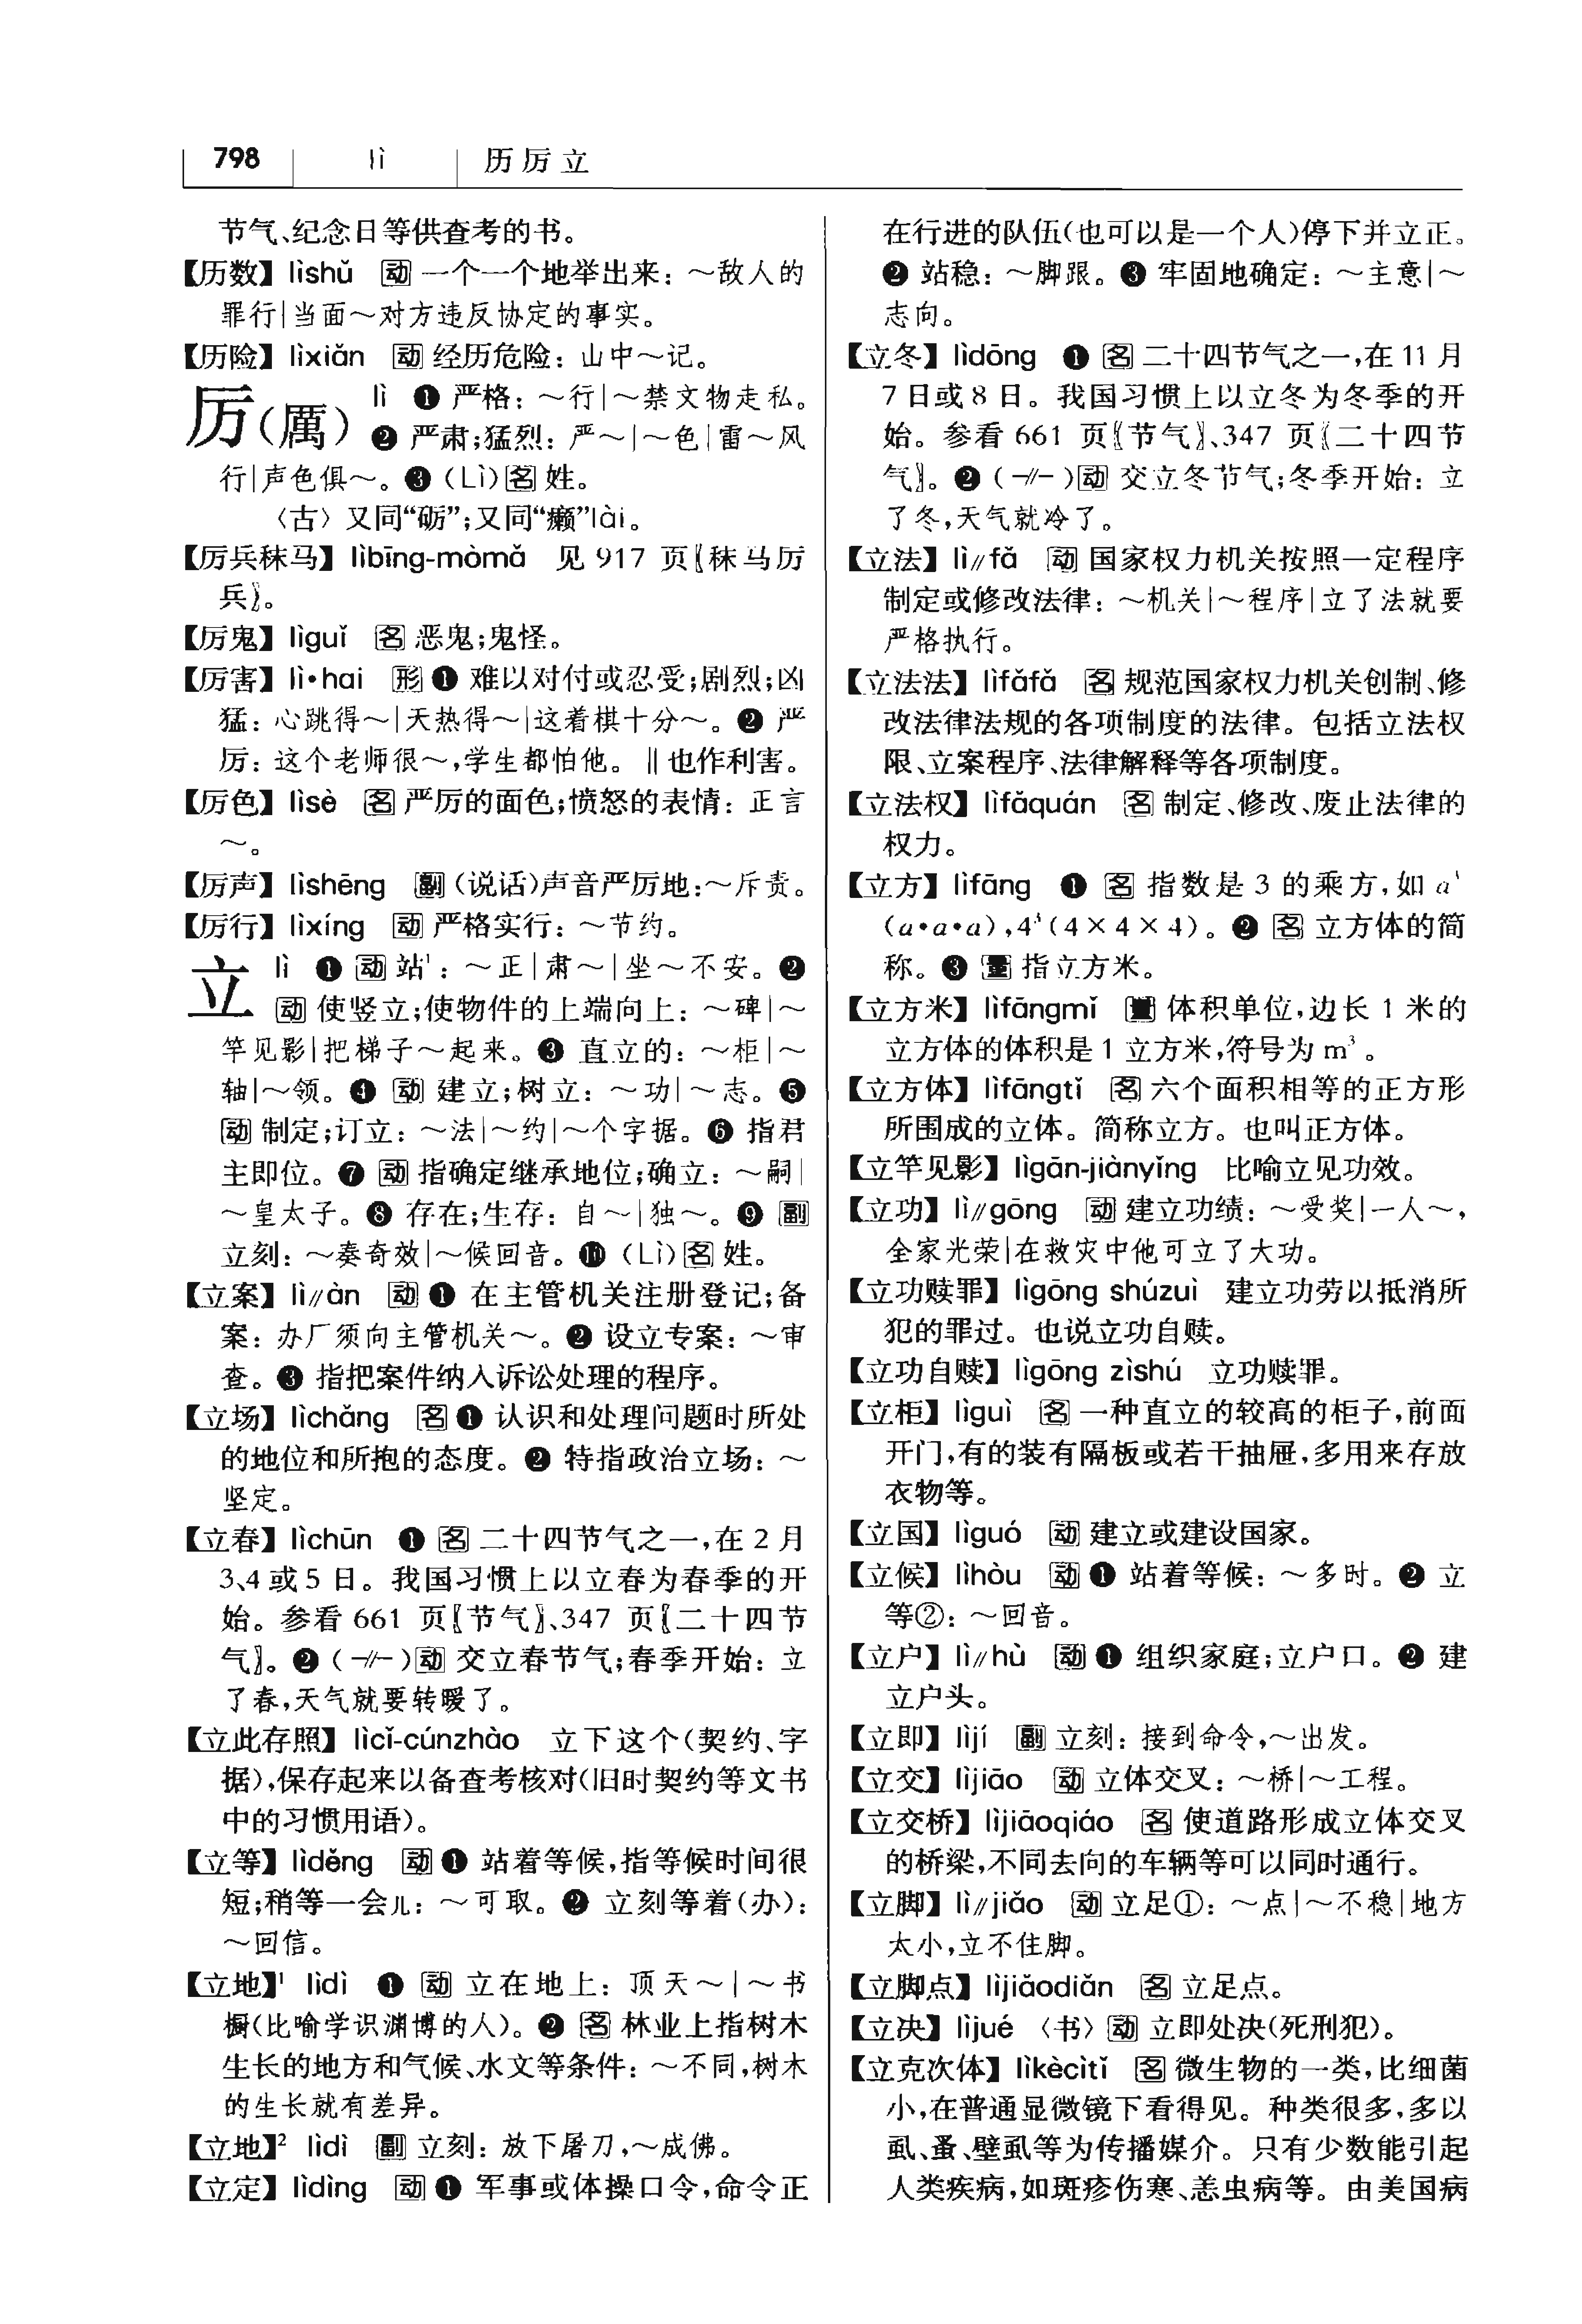 798 lì 历厉立
节气、纪念日等供查考的书。
【历数】lìshǔ 动 一个一个地举出来：～敌人的
罪行|当面～对方违反协定的事实。
【历险】lìxiǎn 动 经历危险：山中～记。
厉(厲) lì ❶ 严格：～行|～禁文物走私。
❷ 严肃;猛烈：严～|～色|雷～风
行|声色俱～。❸（Lì）名 姓。
〈古〉又同“砺”;又同“癞”lài。
【厉兵秣马】lìbīng-mòmǎ 见 917 页〖秣马厉
兵〗。
【厉鬼】lìguǐ 名 恶鬼;鬼怪。
【厉害】lì•hai 形 ❶ 难以对付或忍受;剧烈;凶
猛：心跳得～|天热得～|这着棋十分～。❷ 严
厉：这个老师很～,学生都怕他。‖也作利害。
【厉色】lìsè 名 严厉的面色;愤怒的表情：正言
～。
【厉声】lìshēng 副（说话)声音严厉地:～斥责。
【厉行】lìxíng 动 严格实行：～节约。
立 lì ❶ 动 站¹：～正|肃～|坐～不安。❷
动 使竖立;使物件的上端向上：～碑|～
竿见影|把梯子～起来。❸ 直立的：～柜|～
轴|～领。❹ 动 建立;树立：～功|～志。❺
动 制定;订立：～法|～约|～个字据。❻ 指君
主即位。❼ 动 指确定继承地位;确立：～嗣|
～皇太子。❽ 存在;生存：自～|独～。❾ 副
立刻：～奏奇效|～候回音。❿（Lì）名 姓。
【立案】lì∥àn 动 ❶ 在主管机关注册登记;备
案：办厂须向主管机关～。❷ 设立专案：～审
查。❸ 指把案件纳入诉讼处理的程序。
【立场】lìchǎng 名 ❶ 认识和处理问题时所处
的地位和所抱的态度。❷ 特指政治立场：～
坚定。
【立春】lìchūn ❶ 名 二十四节气之一,在 2 月
3、4 或 5 日。我国习惯上以立春为春季的开
始。参看 661 页〖节气〗、347 页〖二十四节
气〗。❷（-∥-）动 交立春节气;春季开始：立
了春,天气就要转暖了。
【立此存照】lìcǐ-cúnzhào 立下这个(契约、字
据),保存起来以备查考核对(旧时契约等文书
中的习惯用语)。
【立等】lìděng 动 ❶ 站着等候,指等候时间很
短;稍等一会儿：～可取。❷ 立刻等着(办)：
～回信。
【立地】¹ lìdì ❶ 动 立在地上：顶天～|～书
橱(比喻学识渊博的人)。❷ 名 林业上指树木
生长的地方和气候、水文等条件：～不同,树木
的生长就有差异。
【立地】² lìdì 副 立刻：放下屠刀,～成佛。
【立定】lìdìng 动 ❶ 军事或体操口令,命令正
在行进的队伍(也可以是一个人)停下并立正。
❷ 站稳：～脚跟。❸ 牢固地确定：～主意|～
志向。
【立冬】lìdōng ❶ 名 二十四节气之一,在 11 月
7 日或 8 日。我国习惯上以立冬为冬季的开
始。参看 661 页〖节气〗、347 页〖二十四节
气〗。❷（-∥-）动 交立冬节气;冬季开始：立
了冬,天气就冷了。
【立法】lì∥fǎ 动 国家权力机关按照一定程序
制定或修改法律：～机关|～程序|立了法就要
严格执行。
【立法法】lìfǎfǎ 名 规范国家权力机关创制、修
改法律法规的各项制度的法律。包括立法权
限、立案程序、法律解释等各项制度。
【立法权】lìfǎquán 名 制定、修改、废止法律的
权力。
【立方】lìfāng ❶ 名 指数是 3 的乘方,如 a³
(a•a•a),4³(4×4×4)。❷ 名 立方体的简
称。❸ 量 指立方米。
【立方米】lìfāngmǐ 量 体积单位,边长 1 米的
立方体的体积是 1 立方米,符号为 m³。
【立方体】lìfāngtǐ 名 六个面积相等的正方形
所围成的立体。简称立方。也叫正方体。
【立竿见影】lìgān-jiànyǐng 比喻立见功效。
【立功】lì∥gōng 动 建立功绩：～受奖|一人～,
全家光荣|在救灾中他可立了大功。
【立功赎罪】lìgōng shúzuì 建立功劳以抵消所
犯的罪过。也说立功自赎。
【立功自赎】lìgōng zìshú 立功赎罪。
【立柜】lìguì 名 一种直立的较高的柜子,前面
开门,有的装有隔板或若干抽屉,多用来存放
衣物等。
【立国】lìguó 动 建立或建设国家。
【立候】lìhòu 动 ❶ 站着等候：～多时。❷ 立
等②：～回音。
【立户】lì∥hù 动 ❶ 组织家庭;立户口。❷ 建
立户头。
【立即】lìjí 副 立刻：接到命令,～出发。
【立交】lìjiāo 动 立体交叉：～桥|～工程。
【立交桥】lìjiāoqiáo 名 使道路形成立体交叉
的桥梁,不同去向的车辆等可以同时通行。
【立脚】lì∥jiǎo 动 立足①：～点|～不稳|地方
太小,立不住脚。
【立脚点】lìjiǎodiǎn 名 立足点。
【立决】lìjué 〈书〉动 立即处决(死刑犯)。
【立克次体】lìkècìtǐ 名 微生物的一类,比细菌
小,在普通显微镜下看得见。种类很多,多以
虱、蚤、壁虱等为传播媒介。只有少数能引起
人类疾病,如斑疹伤寒、恙虫病等。由美国病